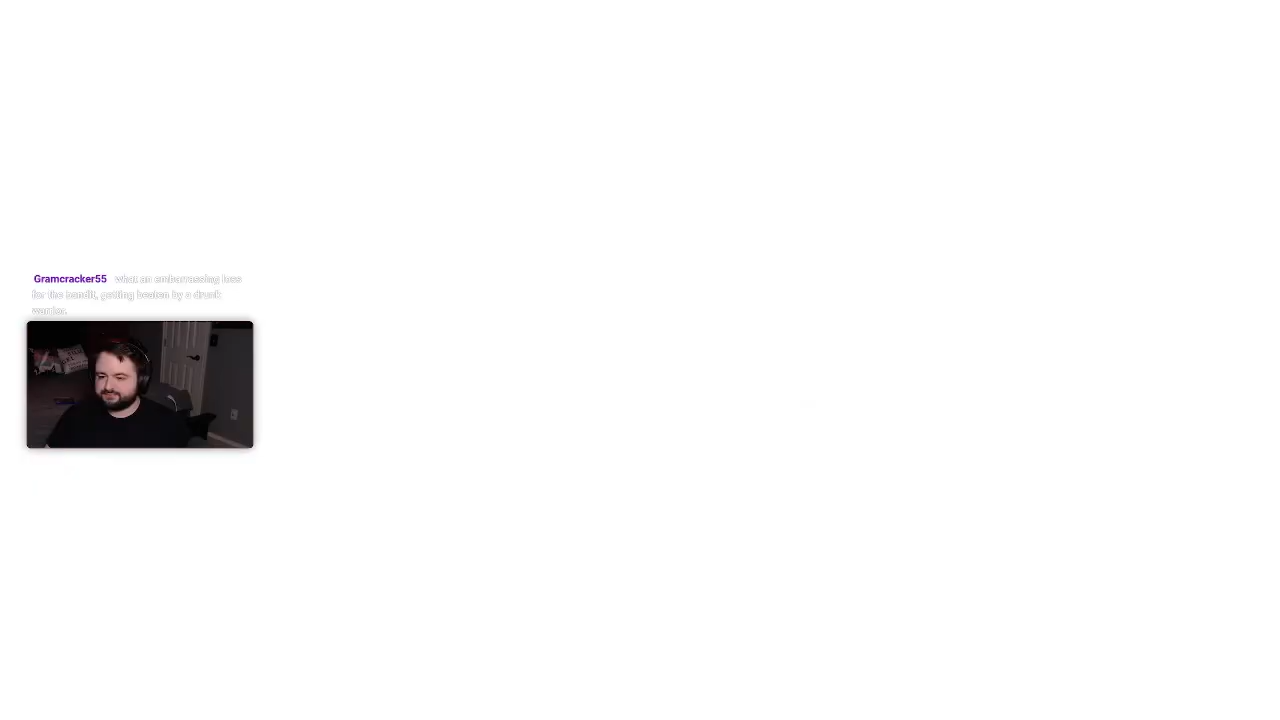 Gramcracker55 what an embarrassing loss
for the bandit, getting beaten by a drunk
warrior.